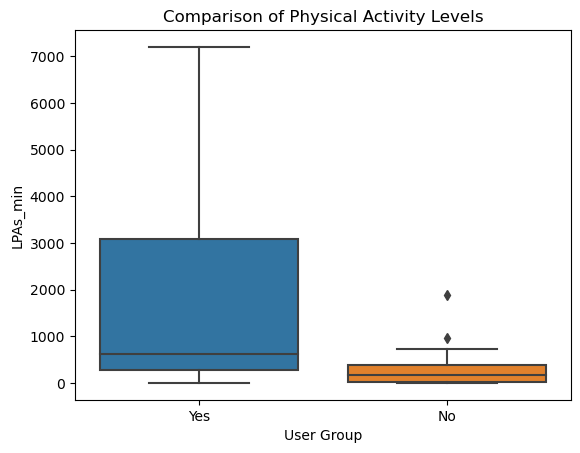 Comparison of Physical Activity Levels
7000
6000
5000
4000
3000
2000
1000
0
LPAs_min
Yes
No
User Group